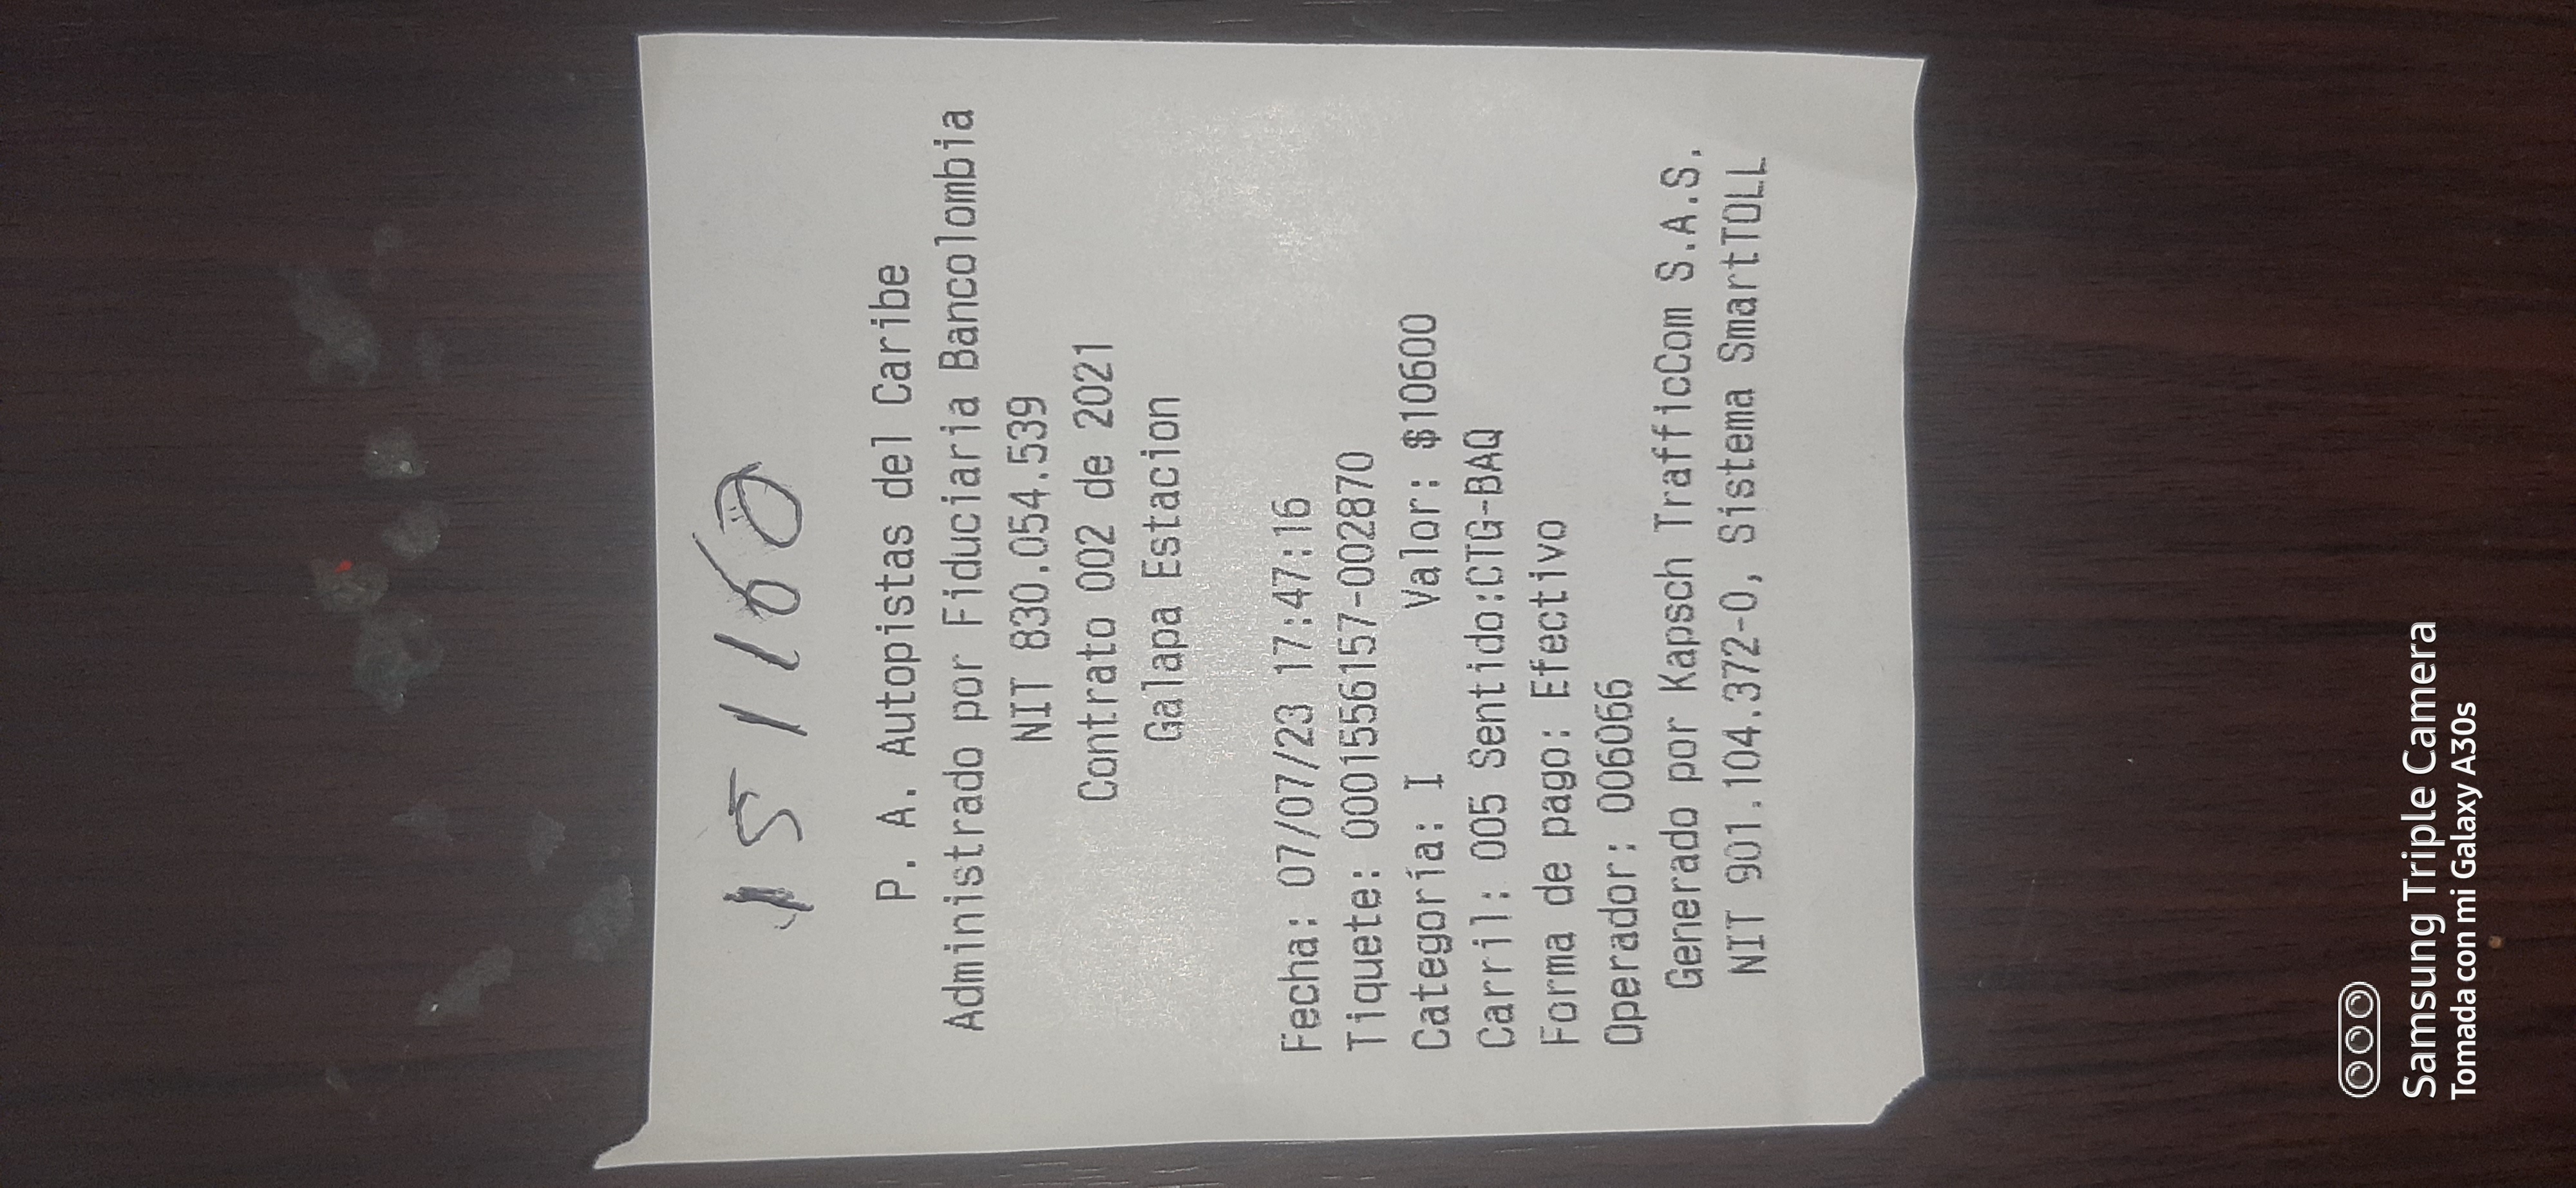 151160
P. A. Autopistas del Caribe
Administrado por Fiduciaria Bancolombia
NIT 830.054.539
Contrato 002 de 2021
Galapa Estacion
Fecha: 07/07/23 17:47:16
Tiquete: 0001556157-002870
Categoría: I Valor: $10600
Carril: 005 Sentido:CTG-BAQ
Forma de pago: Efectivo
Operador: 006066
Generado por Kapsch TrafficCom S.A.S.
NIT 901.104.372-0, Sistema SmartTOLL
Samsung Triple Camera
Tomada con mi Galaxy A30s